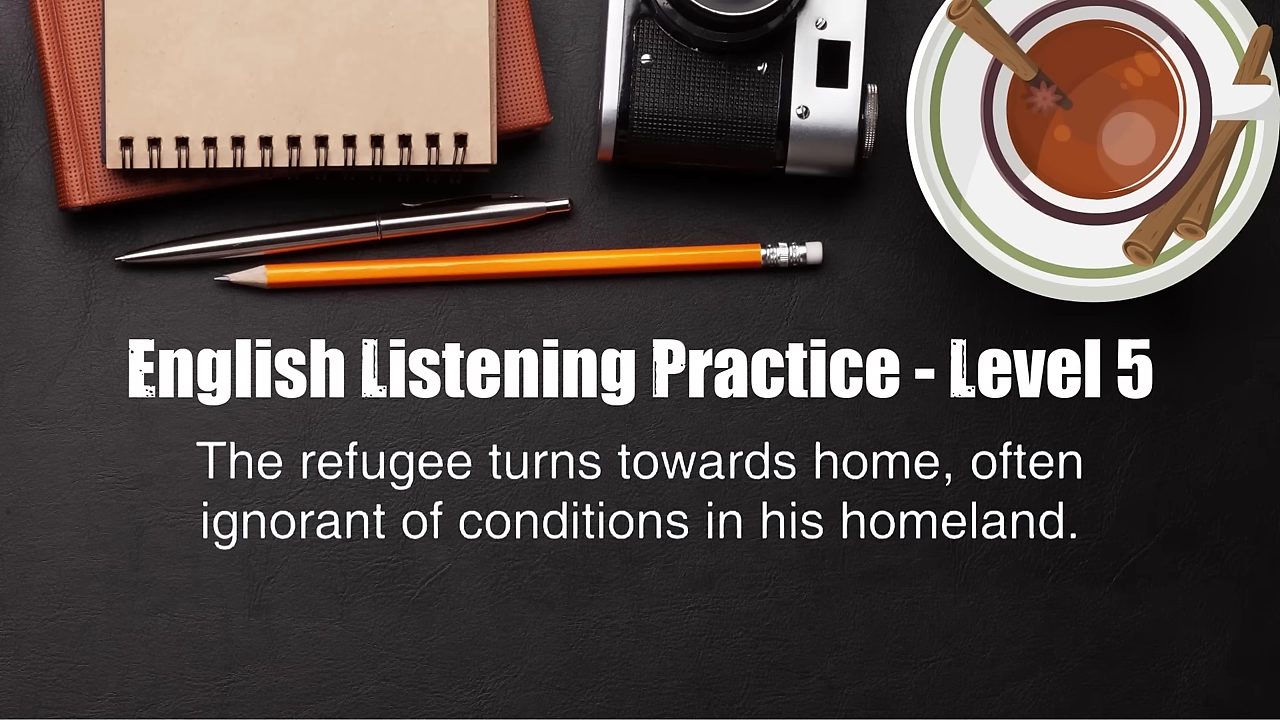 English Listening Practice - Level 5
The refugee turns towards home, often
ignorant of conditions in his homeland.